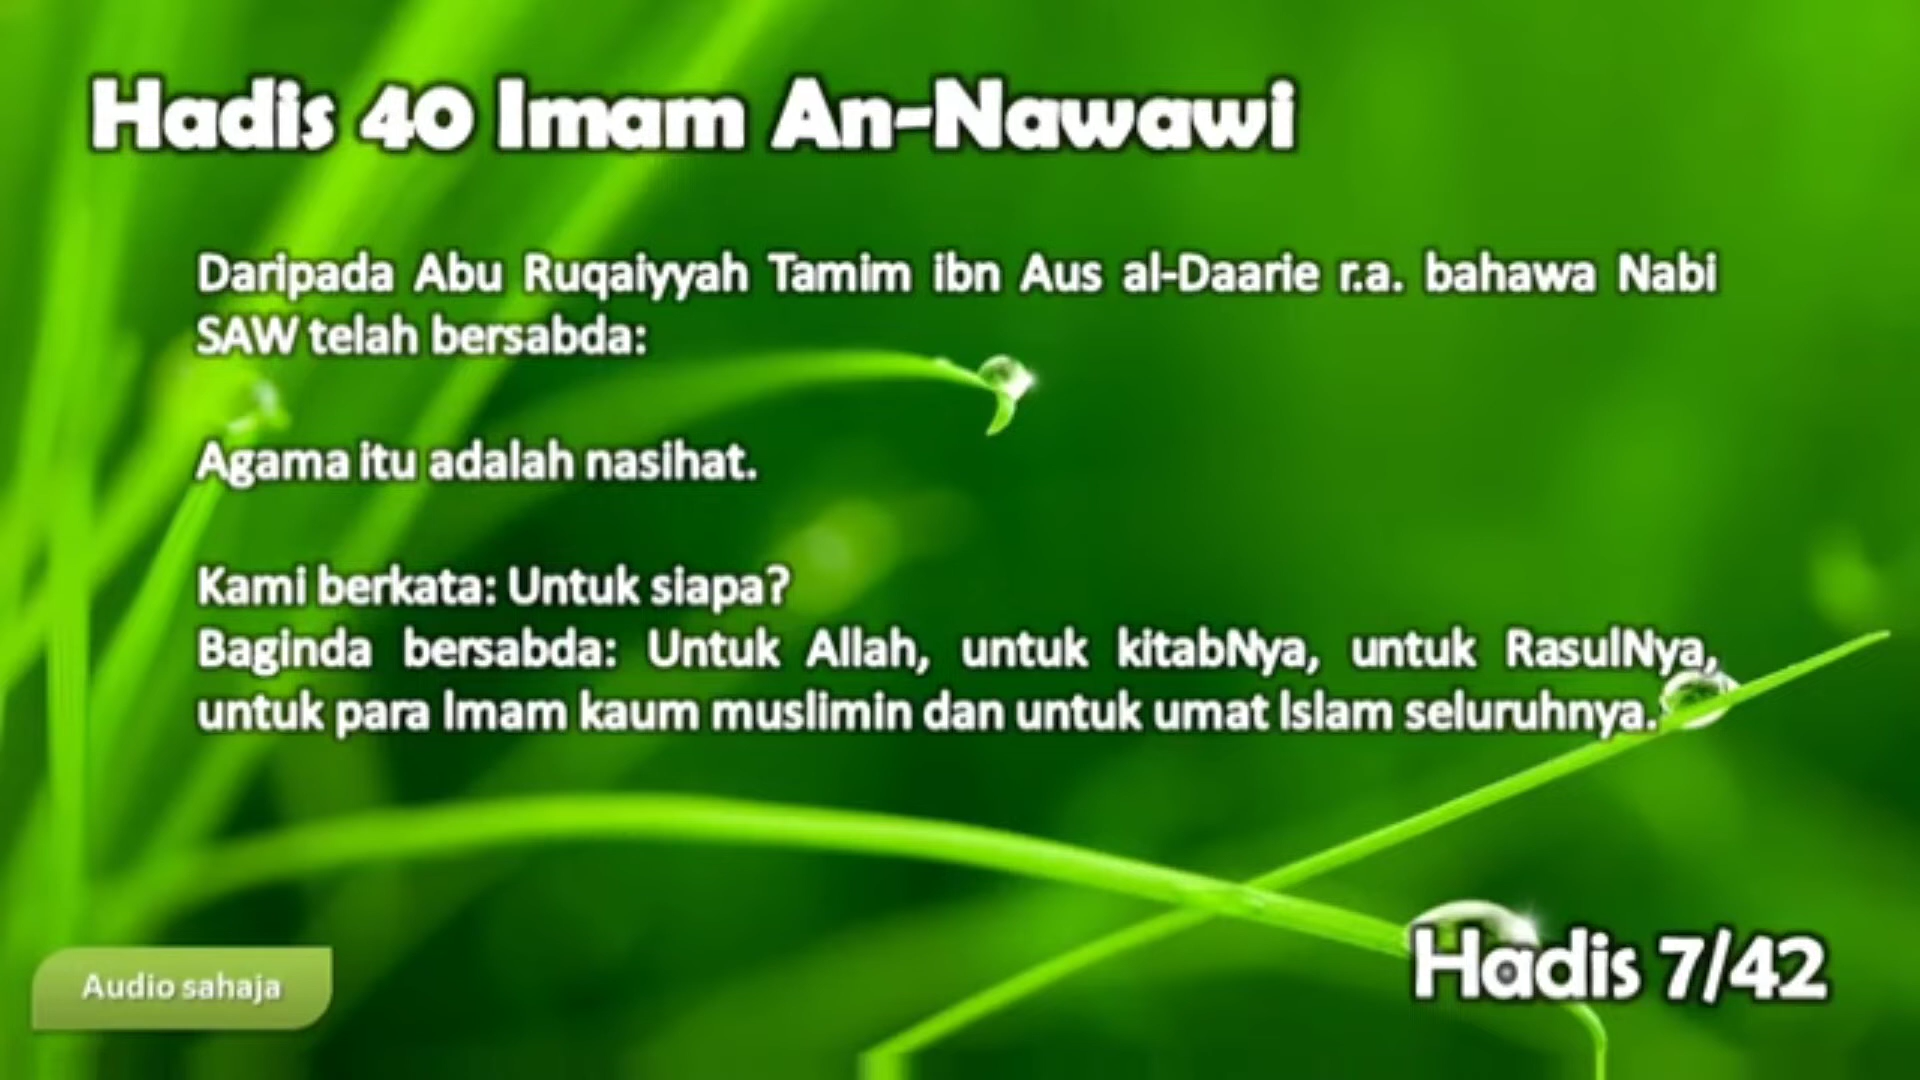 Hadis 40 Imam An-Nawawi
Daripada Abu Ruqaiyyah Tamim ibn Aus al-Daarie r.a. bahawa Nabi
SAW telah bersabda:
Agama itu adalah nasihat.
Kami berkata: Untuk siapa?
Baginda bersabda: Untuk Allah, untuk kitabNya, untuk RasulNya,
untuk para Imam kaum muslimin dan untuk umat Islam seluruhnya.
Audio sahaja
Hadis 7/42